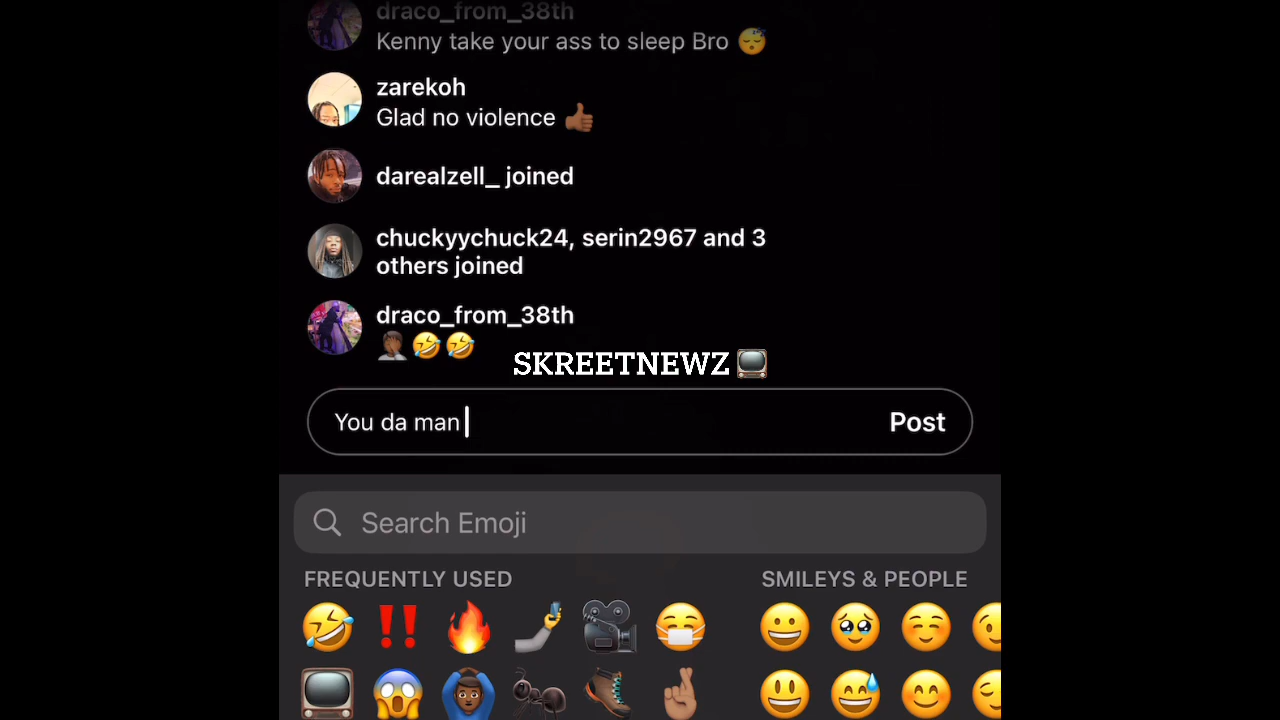 draco_from_38th
Kenny take your ass to sleep Bro 😴
zarekoh
Glad no violence 👍🏾
darealzell_ joined
chuckyychuck24, serin2967 and 3
others joined
draco_from_38th
🤦🏾‍♂️🤣🤣
SKREETNEWZ 📺
You da man
Post
Search Emoji
FREQUENTLY USED
SMILEYS & PEOPLE